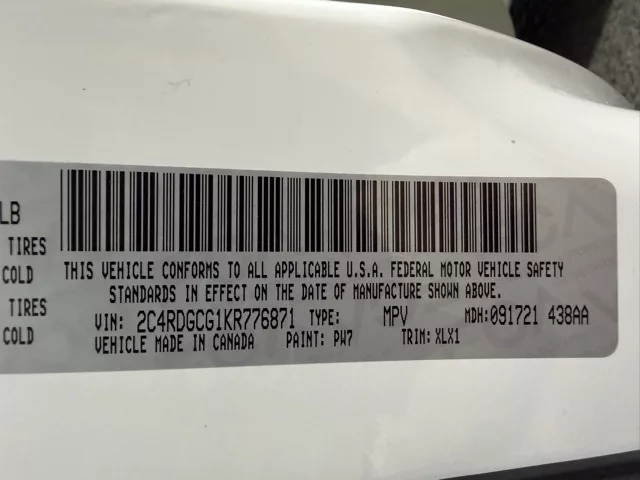 LB
TIRES
COLD
TIRES
COLD
THIS VEHICLE CONFORMS TO ALL APPLICABLE U.S.A. FEDERAL MOTOR VEHICLE SAFETY
STANDARDS IN EFFECT ON THE DATE OF MANUFACTURE SHOWN ABOVE.
VIN: 2C4RDGCG1KR776871 TYPE: MPV MDH:091721 438AA
VEHICLE MADE IN CANADA PAINT: PW7 TRIM: XLX1